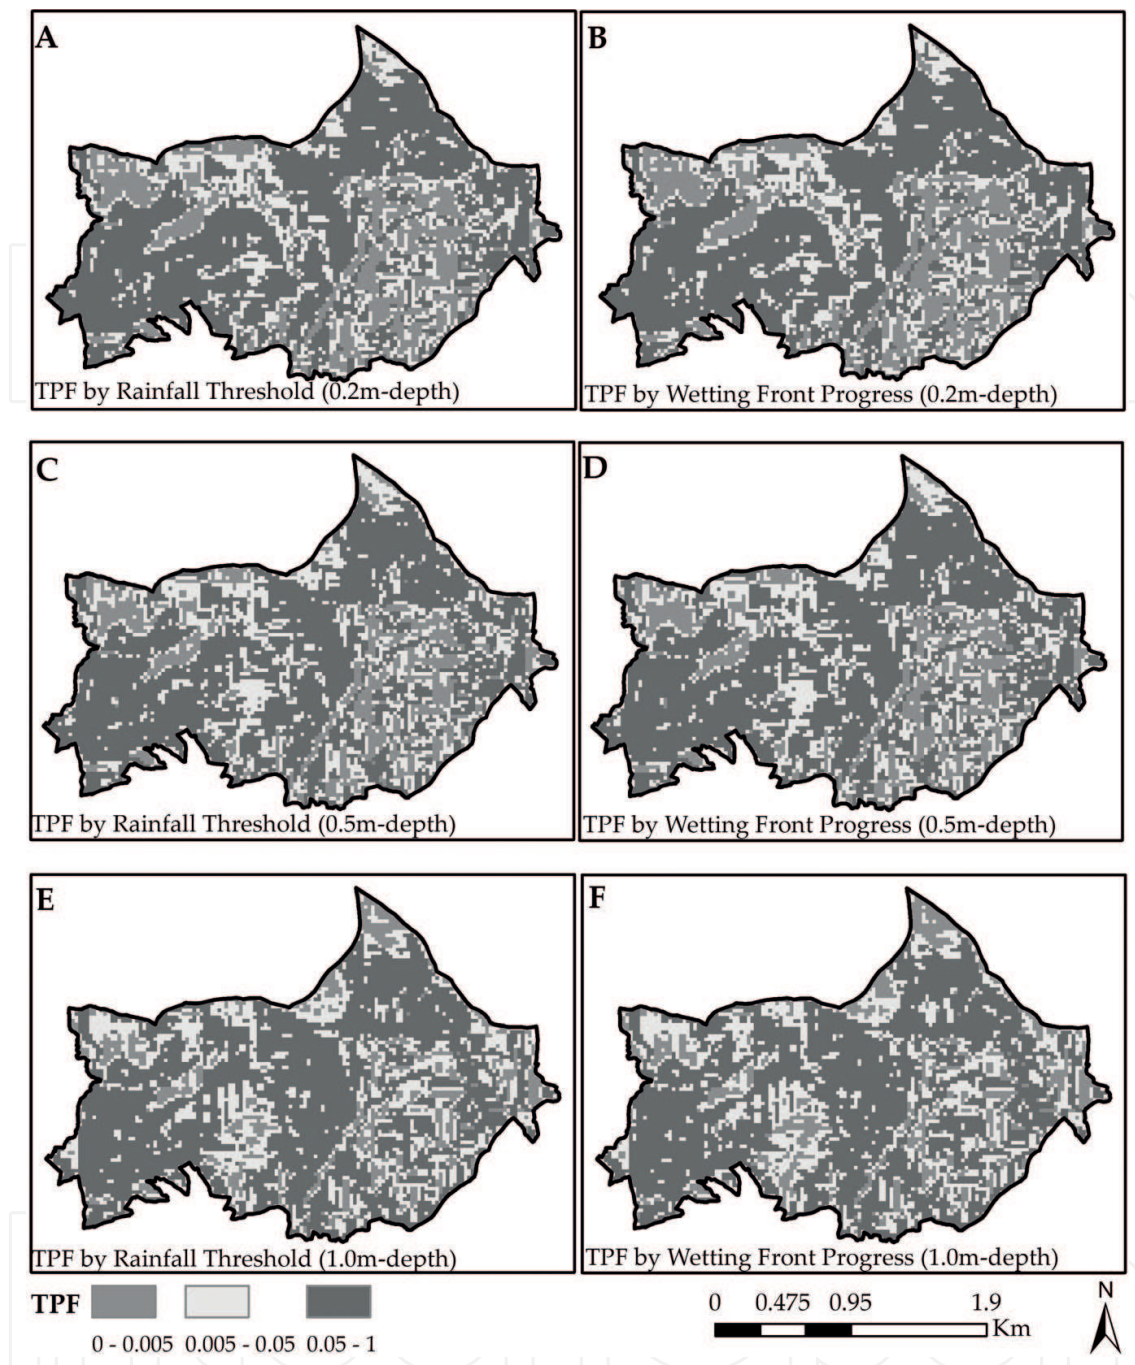 A
TPF by Rainfall Threshold (0.2m-depth)
B
TPF by Wetting Front Progress (0.2m-depth)
C
TPF by Rainfall Threshold (0.5m-depth)
D
TPF by Wetting Front Progress (0.5m-depth)
E
TPF by Rainfall Threshold (1.0m-depth)
F
TPF by Wetting Front Progress (1.0m-depth)
TPF
0 - 0.005 0.005 - 0.05 0.05 - 1
0 0.475 0.95 1.9
Km
N